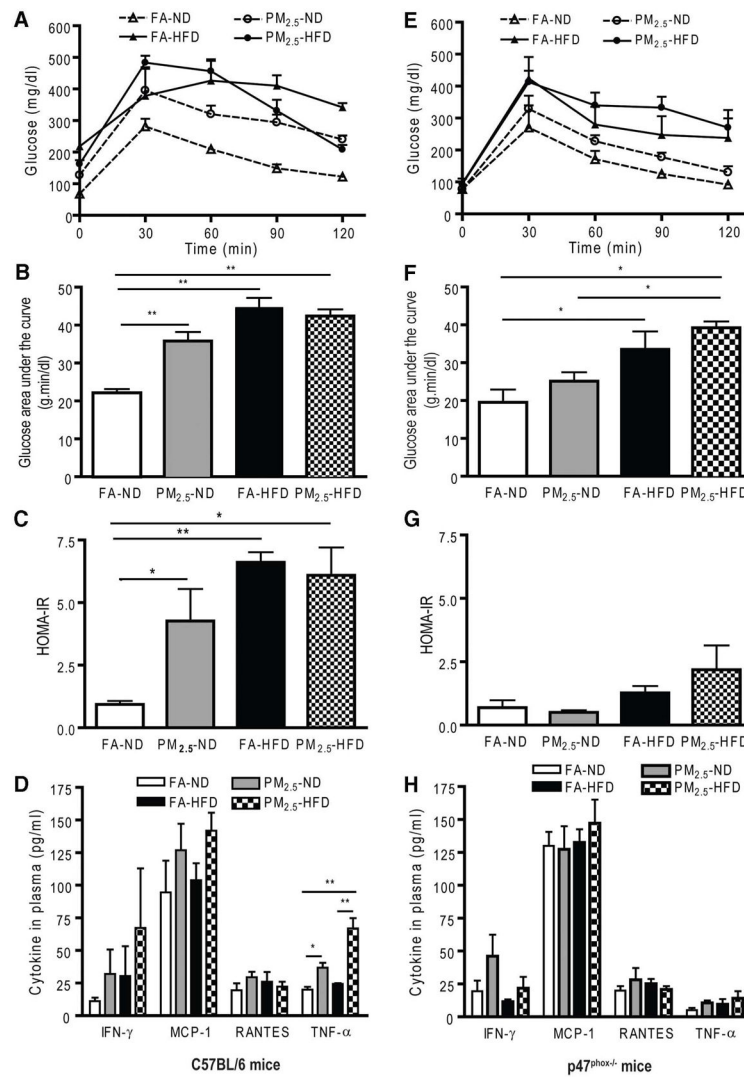 A
FA-ND PM2.5-ND
FA-HFD PM2.5-HFD
Glucose (mg/dl)
600
500
400
300
200
100
0
0 30 60 90 120
Time (min)
E
FA-ND PM2.5-ND
FA-HFD PM2.5-HFD
Glucose (mg/dl)
600
500
400
300
200
100
0
0 30 60 90 120
Time (min)
B
Glucose area under the curve
(g.min/dl)
50
40
30
20
10
0
**
**
**
FA-ND PM2.5-ND FA-HFD PM2.5-HFD
F
Glucose area under the curve
(g.min/dl)
50
40
30
20
10
0
*
*
*
FA-ND PM2.5-ND FA-HFD PM2.5-HFD
C
HOMA-IR
7.5
5.0
2.5
0.0
*
**
*
FA-ND PM2.5-ND FA-HFD PM2.5-HFD
G
HOMA-IR
7.5
5.0
2.5
0.0
FA-ND PM2.5-ND FA-HFD PM2.5-HFD
D
FA-ND PM2.5-ND
FA-HFD PM2.5-HFD
Cytokine in plasma (pg/ml)
175
150
125
100
75
50
25
0
**
**
*
IFN-γ MCP-1 RANTES TNF-α
C57BL/6 mice
H
FA-ND PM2.5-ND
FA-HFD PM2.5-HFD
Cytokine in plasma (pg/ml)
175
150
125
100
75
50
25
0
IFN-γ MCP-1 RANTES TNF-α
p47phox-/- mice